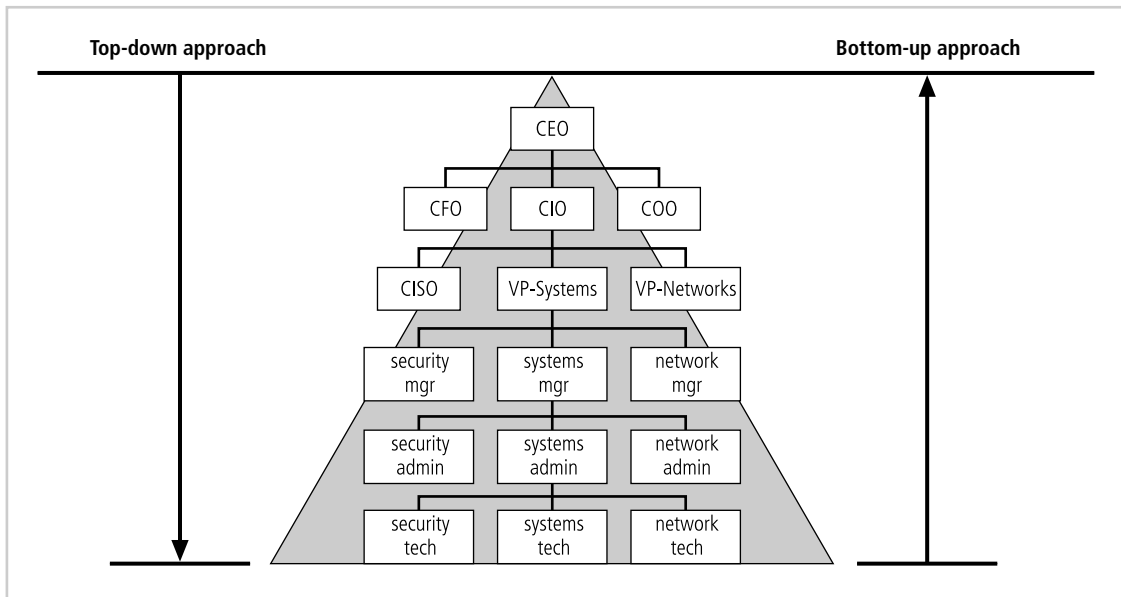 Top-down approach
Bottom-up approach
CEO
CFO
CIO
COO
CISO
VP-Systems
VP-Networks
security
mgr
systems
mgr
network
mgr
security
admin
systems
admin
network
admin
security
tech
systems
tech
network
tech